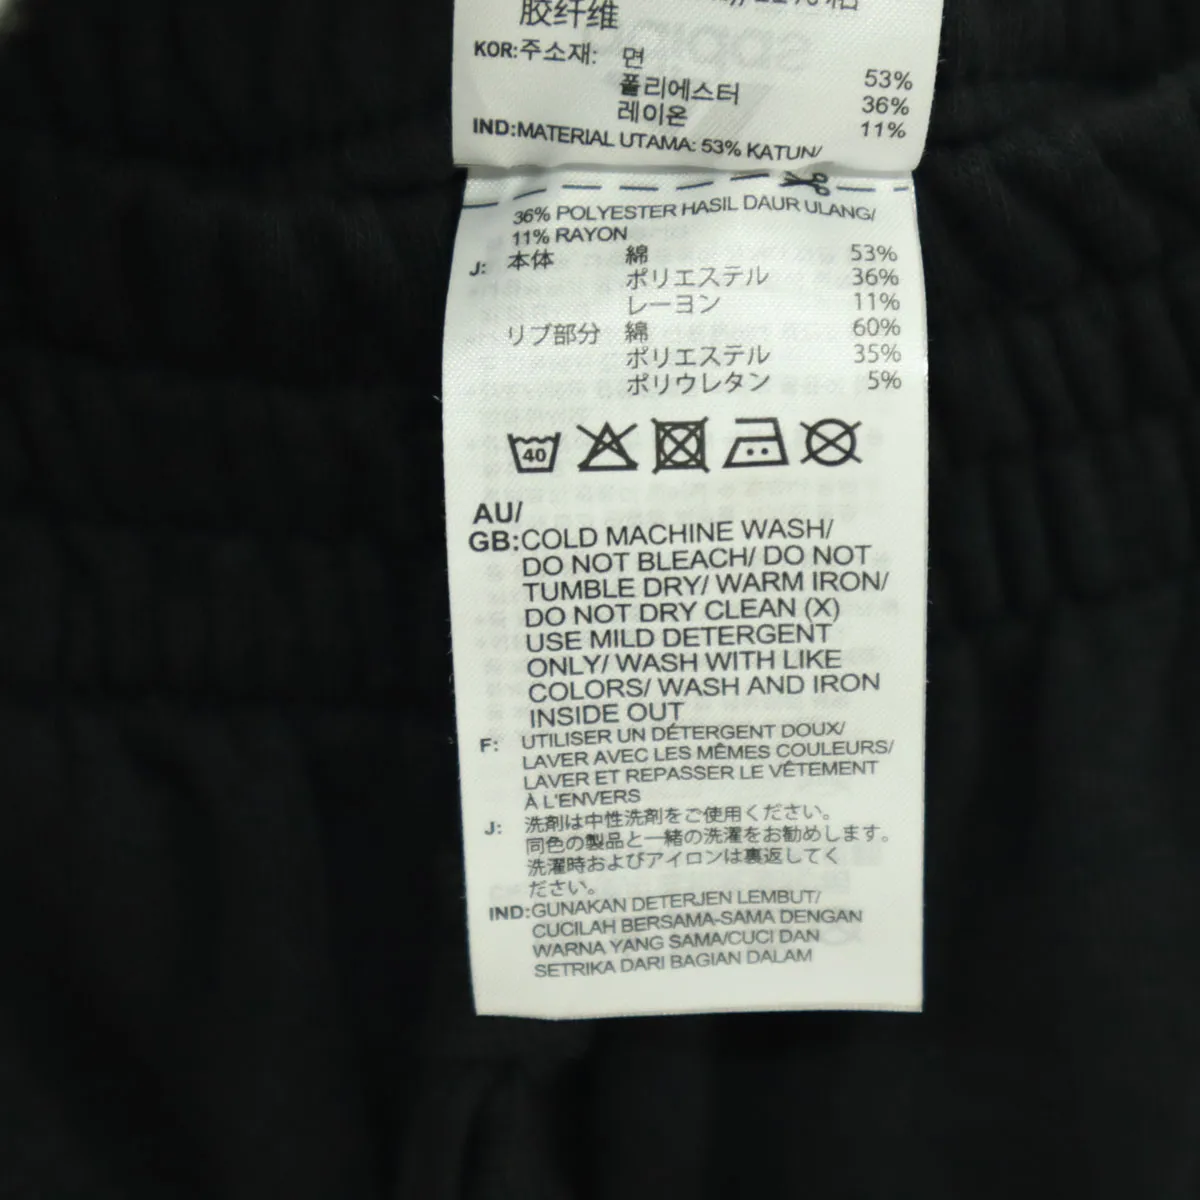 胶纤维
KOR:주소재: 면 53%
폴리에스터 36%
레이온 11%
IND:MATERIAL UTAMA: 53% KATUN/
36% POLYESTER HASIL DAUR ULANG/
11% RAYON
J: 本体 綿 53%
ポリエステル 36%
レーヨン 11%
リブ部分 綿 60%
ポリエステル 35%
ポリウレタン 5%
40
AU/
GB:COLD MACHINE WASH/
DO NOT BLEACH/ DO NOT
TUMBLE DRY/ WARM IRON/
DO NOT DRY CLEAN (X)
USE MILD DETERGENT
ONLY/ WASH WITH LIKE
COLORS/ WASH AND IRON
INSIDE OUT
F: UTILISER UN DÉTERGENT DOUX/
LAVER AVEC LES MÊMES COULEURS/
LAVER ET REPASSER LE VÊTEMENT
À L'ENVERS
J: 洗剤は中性洗剤をご使用ください。
同色の製品と一緒の洗濯をお勧めします。
洗濯時およびアイロンは裏返してく
ださい。
IND:GUNAKAN DETERJEN LEMBUT/
CUCILAH BERSAMA-SAMA DENGAN
WARNA YANG SAMA/CUCI DAN
SETRIKA DARI BAGIAN DALAM